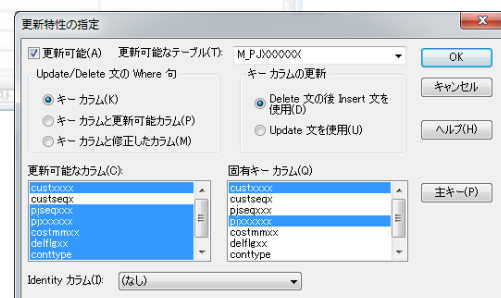 更新特性の指定
更新可能(A) 更新可能なテーブル(T): M_PJXXXXXX OK
Update/Delete 文の Where 句 キー カラムの更新 キャンセル
キー カラム(K) Delete 文の後 Insert 文を使用(D)
キー カラムと更新可能カラム(P) Update 文を使用(U) ヘルプ(H)
キー カラムと修正したカラム(M)
更新可能なカラム(C): 固有キー カラム(Q)
custxxxx custxxxx 主キー(P)
custseqx custseqx
pjseqxxx pjseqxxx
pjxxxxxx pjxxxxxx
costmmxx costmmxx
delflgxx delflgxx
conttype conttype
Identity カラム(I): (なし)